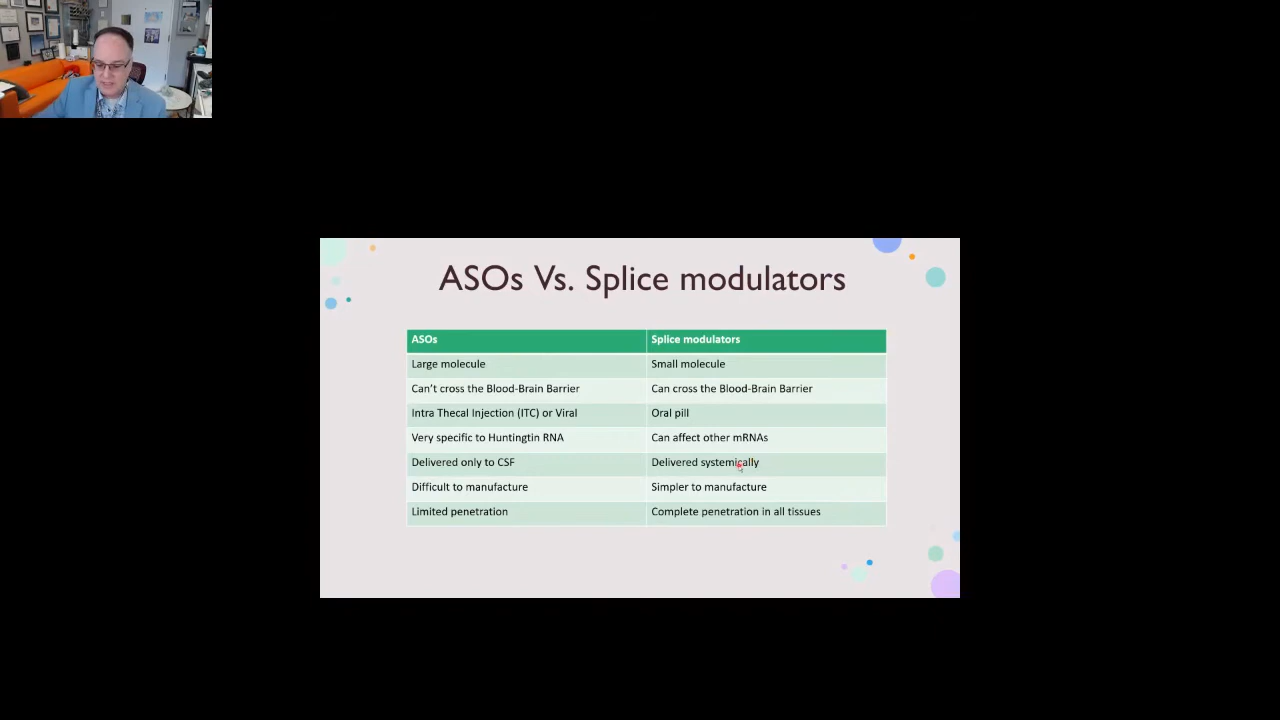 ASOs Vs. Splice modulators
ASOs Splice modulators
Large molecule Small molecule
Can't cross the Blood-Brain Barrier Can cross the Blood-Brain Barrier
Intra Thecal Injection (ITC) or Viral Oral pill
Very specific to Huntingtin RNA Can affect other mRNAs
Delivered only to CSF Delivered systemically
Difficult to manufacture Simpler to manufacture
Limited penetration Complete penetration in all tissues